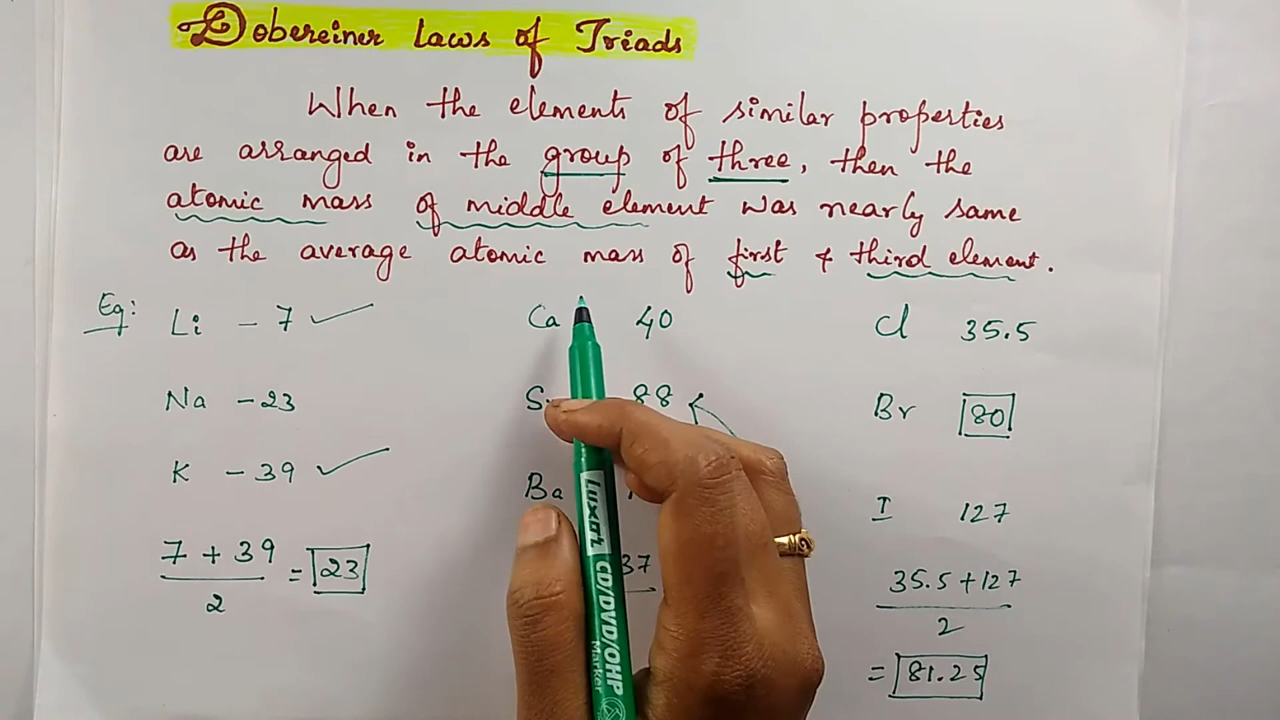 Dobereiner Laws of Triads
When the elements of similar properties
are arranged in the group of three, then the
atomic mass of middle element was nearly same
as the average atomic mass of first & third element.
Eg:
Li - 7
Na - 23
K - 39
7 + 39
2
= 23
Ca 40
88
Ba
37
Cl 35.5
Br 80
I 127
35.5 + 127
2
= 81.25
Luxor CD/DVD/OHP Marker